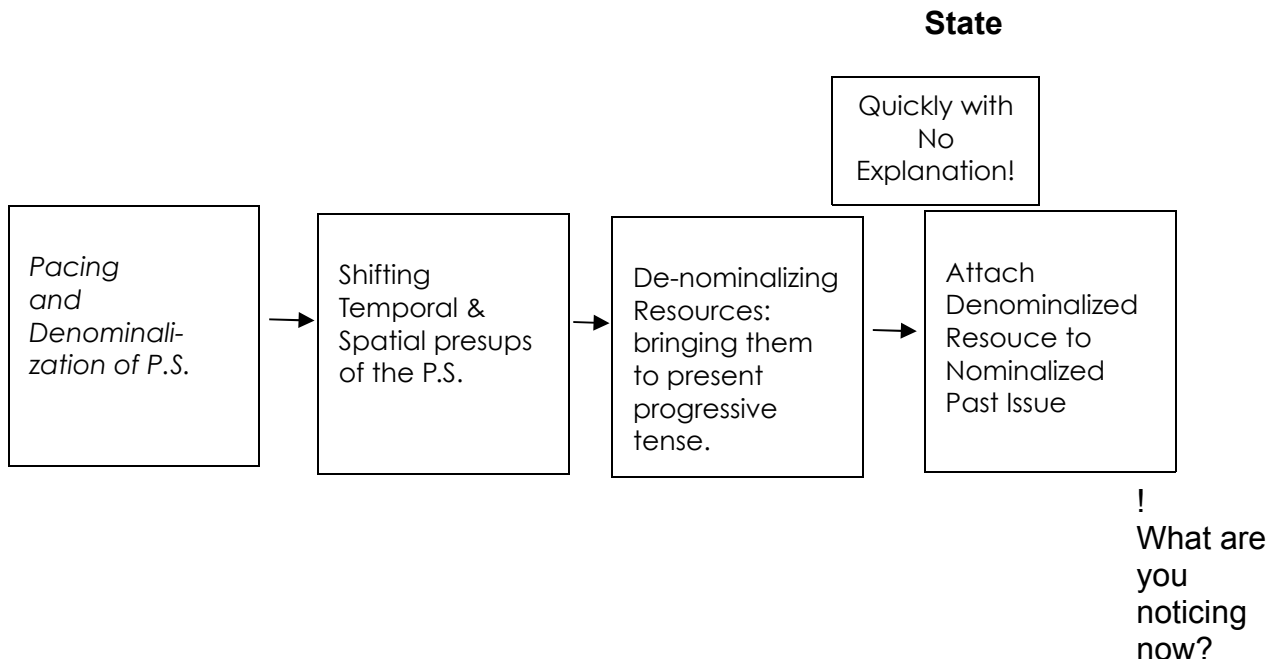 State
Quickly with
No
Explanation!
Pacing
and
Denominali-
zation of P.S.
Shifting
Temporal &
Spatial presups
of the P.S.
De-nominalizing
Resources:
bringing them
to present
progressive
tense.
Attach
Denominalized
Resouce to
Nominalized
Past Issue
!
What are
you
noticing
now?